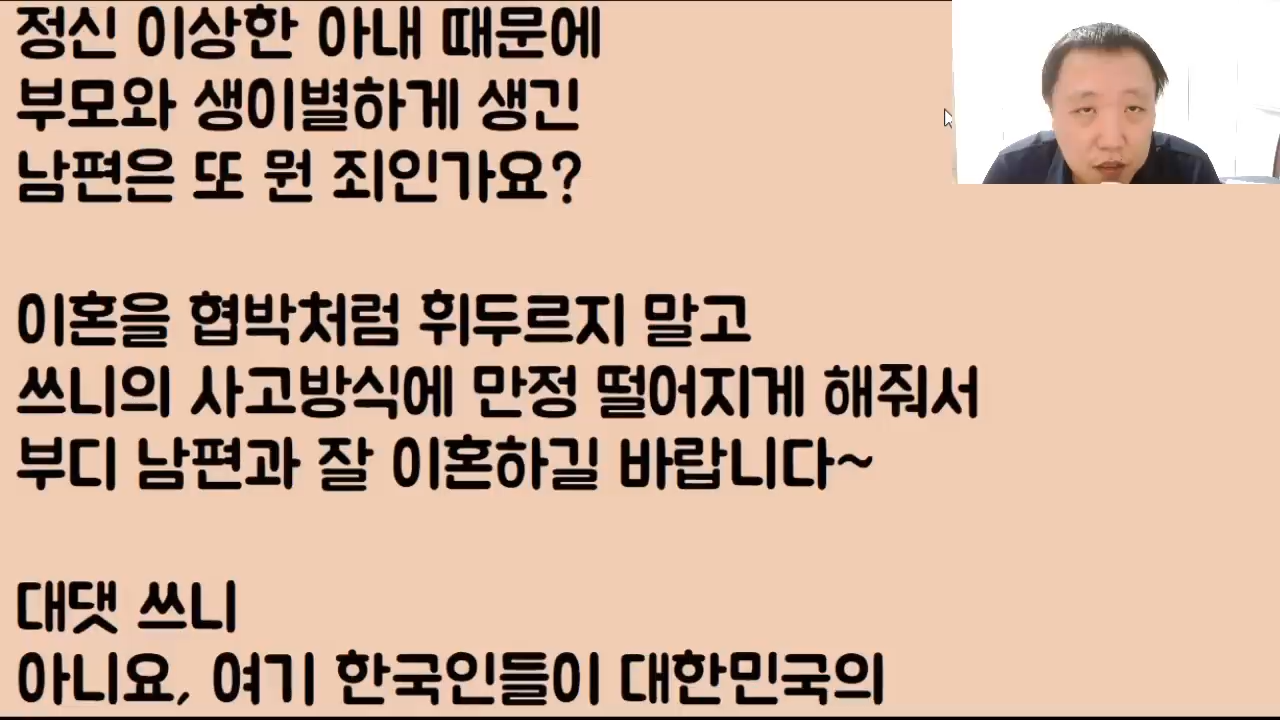 정신 이상한 아내 때문에
부모와 생이별하게 생긴
남편은 또 뭔 죄인가요?
이혼을 협박처럼 휘두르지 말고
쓰니의 사고방식에 만정 떨어지게 해줘서
부디 남편과 잘 이혼하길 바랍니다~
대댓 쓰니
아니요, 여기 한국인들이 대한민국의